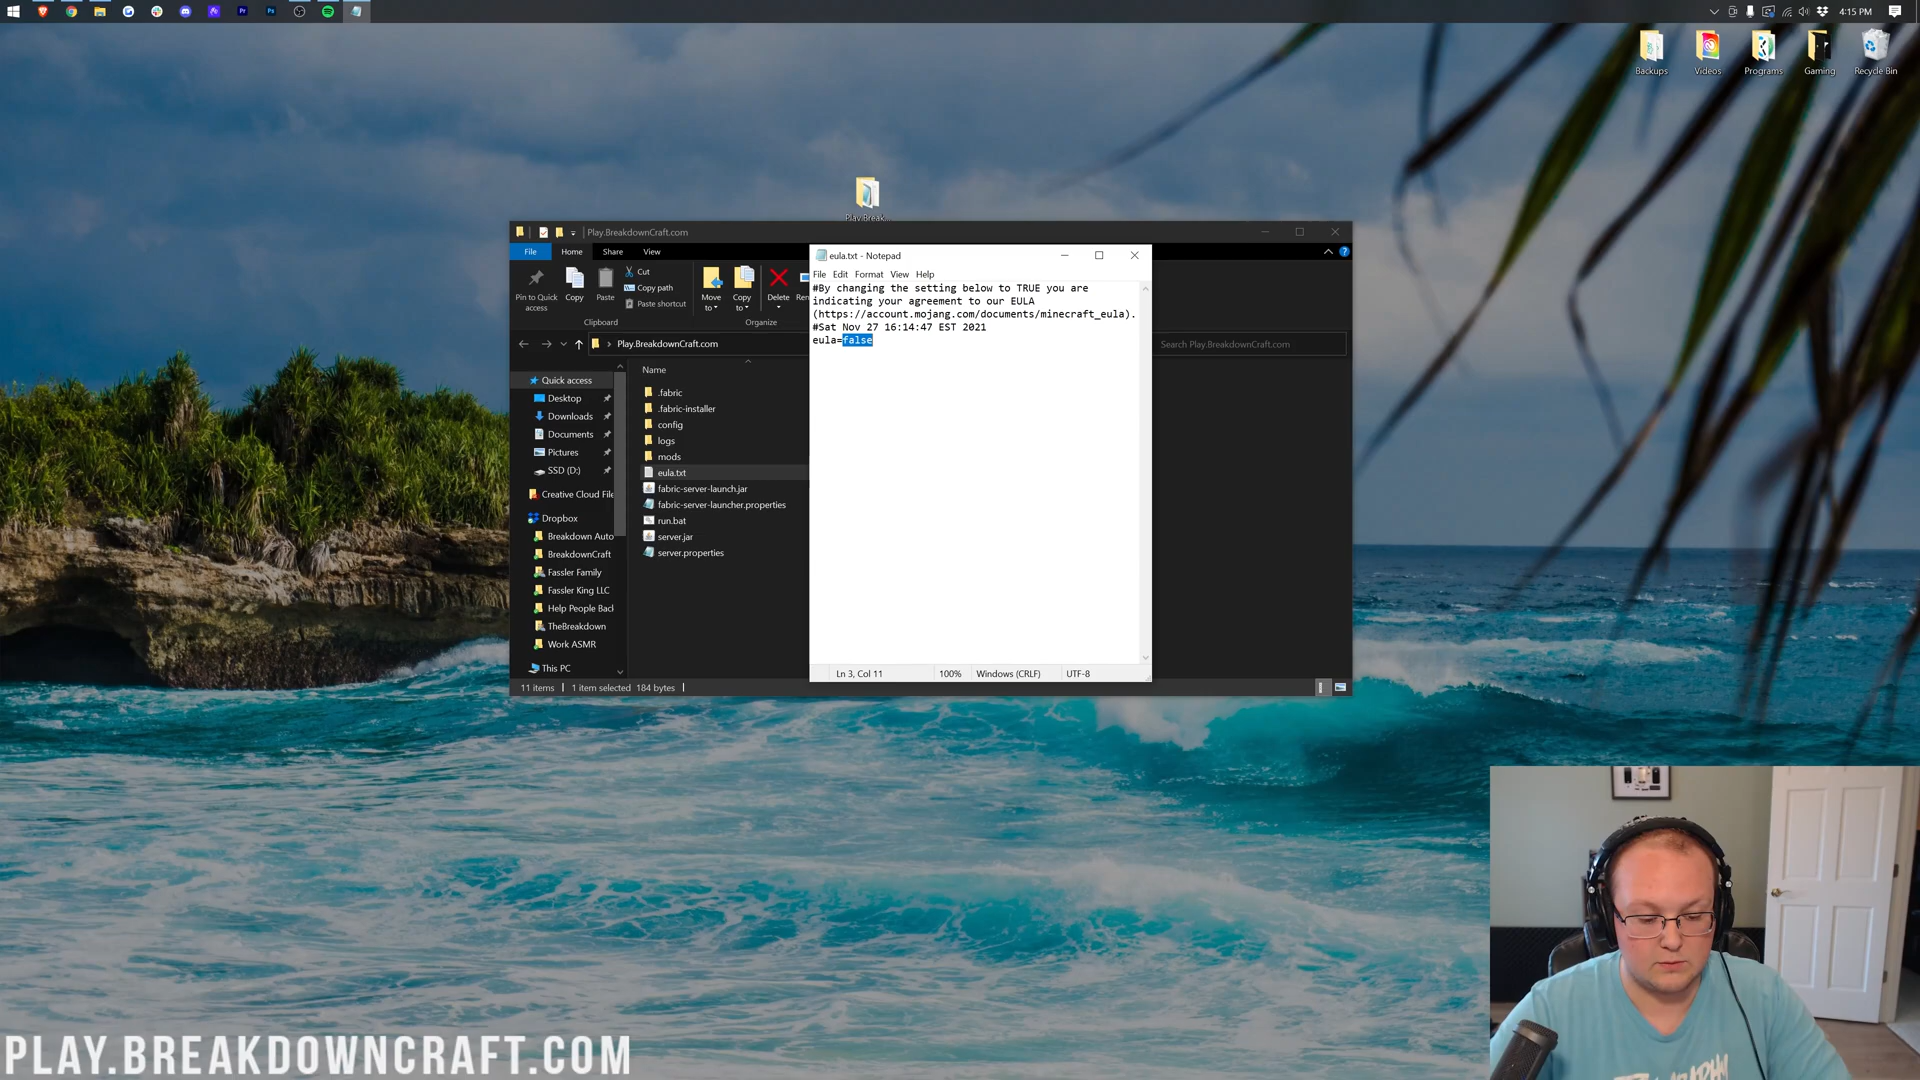 4:15 PM
Backups
Videos
Programs
Gaming
Recycle Bin
Play.Break...
Play.BreakdownCraft.com
File
Home
Share
View
Pin to Quick access
Copy
Paste
Cut
Copy path
Paste shortcut
Clipboard
Move to
Copy to
Delete
Organize
Play.BreakdownCraft.com
Search Play.BreakdownCraft.com
Quick access
Desktop
Downloads
Documents
Pictures
SSD (D:)
Creative Cloud File
Dropbox
Breakdown Auto
BreakdownCraft
Fassler Family
Fassler King LLC
Help People Back
TheBreakdown
Work ASMR
This PC
Name
.fabric
.fabric-installer
config
logs
mods
eula.txt
fabric-server-launch.jar
fabric-server-launcher.properties
run.bat
server.jar
server.properties
11 items
1 item selected 184 bytes
eula.txt - Notepad
File Edit Format View Help
#By changing the setting below to TRUE you are
indicating your agreement to our EULA
(https://account.mojang.com/documents/minecraft_eula).
#Sat Nov 27 16:14:47 EST 2021
eula=false
Ln 3, Col 11
100%
Windows (CRLF)
UTF-8
PLAY.BREAKDOWNCRAFT.COM